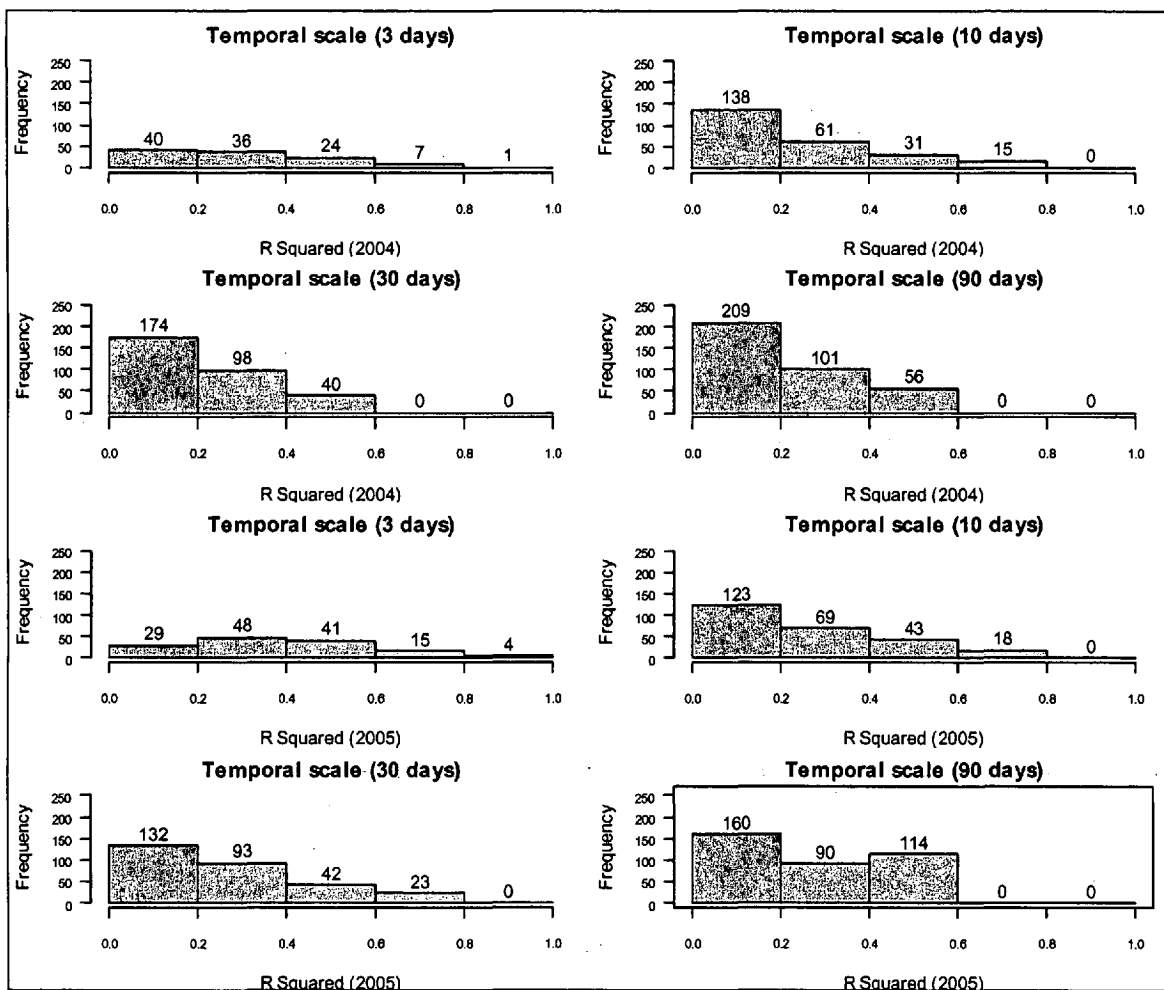 Temporal scale (3 days)
Frequency
250
200
150
100
50
0
40 36 24 7 1
0.0 0.2 0.4 0.6 0.8 1.0
R Squared (2004)
Temporal scale (10 days)
Frequency
250
200
150
100
50
0
138 61 31 15 0
0.0 0.2 0.4 0.6 0.8 1.0
R Squared (2004)
Temporal scale (30 days)
Frequency
250
200
150
100
50
0
174 98 40 0 0
0.0 0.2 0.4 0.6 0.8 1.0
R Squared (2004)
Temporal scale (90 days)
Frequency
250
200
150
100
50
0
209 101 56 0 0
0.0 0.2 0.4 0.6 0.8 1.0
R Squared (2004)
Temporal scale (3 days)
Frequency
250
200
150
100
50
0
29 48 41 15 4
0.0 0.2 0.4 0.6 0.8 1.0
R Squared (2005)
Temporal scale (10 days)
Frequency
250
200
150
100
50
0
123 69 43 18 0
0.0 0.2 0.4 0.6 0.8 1.0
R Squared (2005)
Temporal scale (30 days)
Frequency
250
200
150
100
50
0
132 93 42 23 0
0.0 0.2 0.4 0.6 0.8 1.0
R Squared (2005)
Temporal scale (90 days)
Frequency
250
200
150
100
50
0
160 90 114 0 0
0.0 0.2 0.4 0.6 0.8 1.0
R Squared (2005)